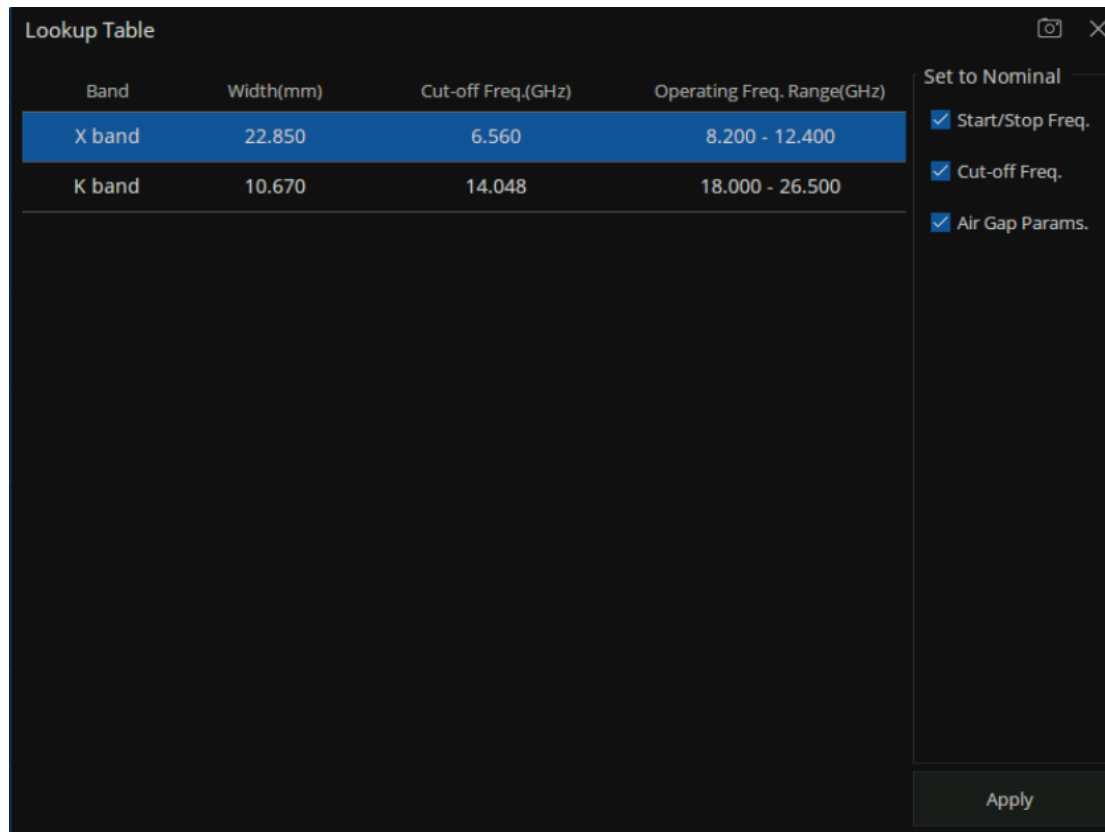 Lookup Table
Band Width(mm) Cut-off Freq.(GHz) Operating Freq. Range(GHz)
X band 22.850 6.560 8.200 - 12.400
K band 10.670 14.048 18.000 - 26.500
Set to Nominal
Start/Stop Freq.
Cut-off Freq.
Air Gap Params.
Apply